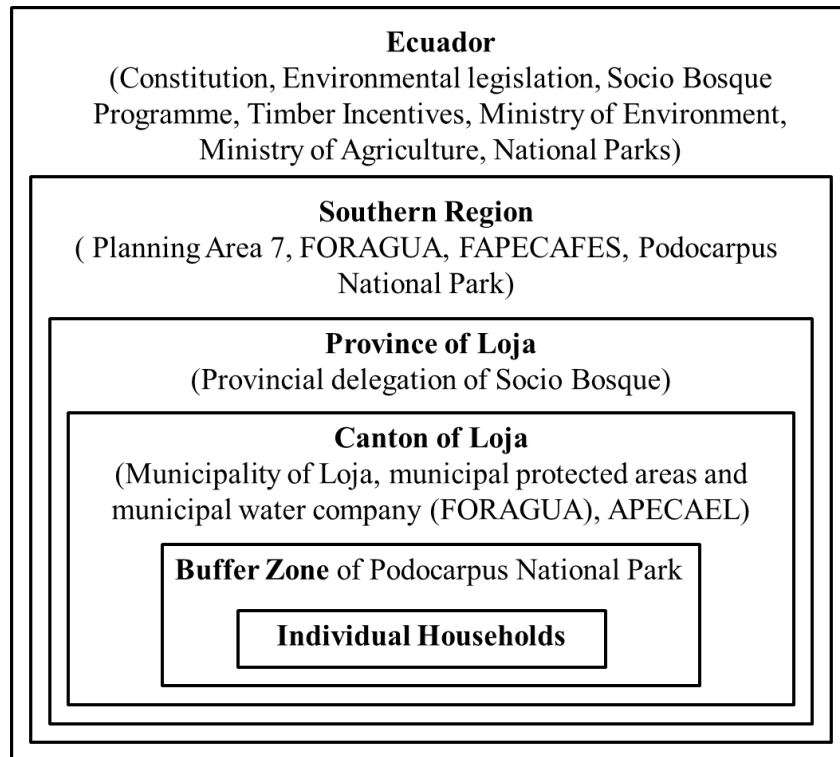 Ecuador
(Constitution, Environmental legislation, Socio Bosque
Programme, Timber Incentives, Ministry of Environment,
Ministry of Agriculture, National Parks)
Southern Region
( Planning Area 7, FORAGUA, FAPECAFES, Podocarpus
National Park)
Province of Loja
(Provincial delegation of Socio Bosque)
Canton of Loja
(Municipality of Loja, municipal protected areas and
municipal water company (FORAGUA), APECAEL)
Buffer Zone of Podocarpus National Park
Individual Households